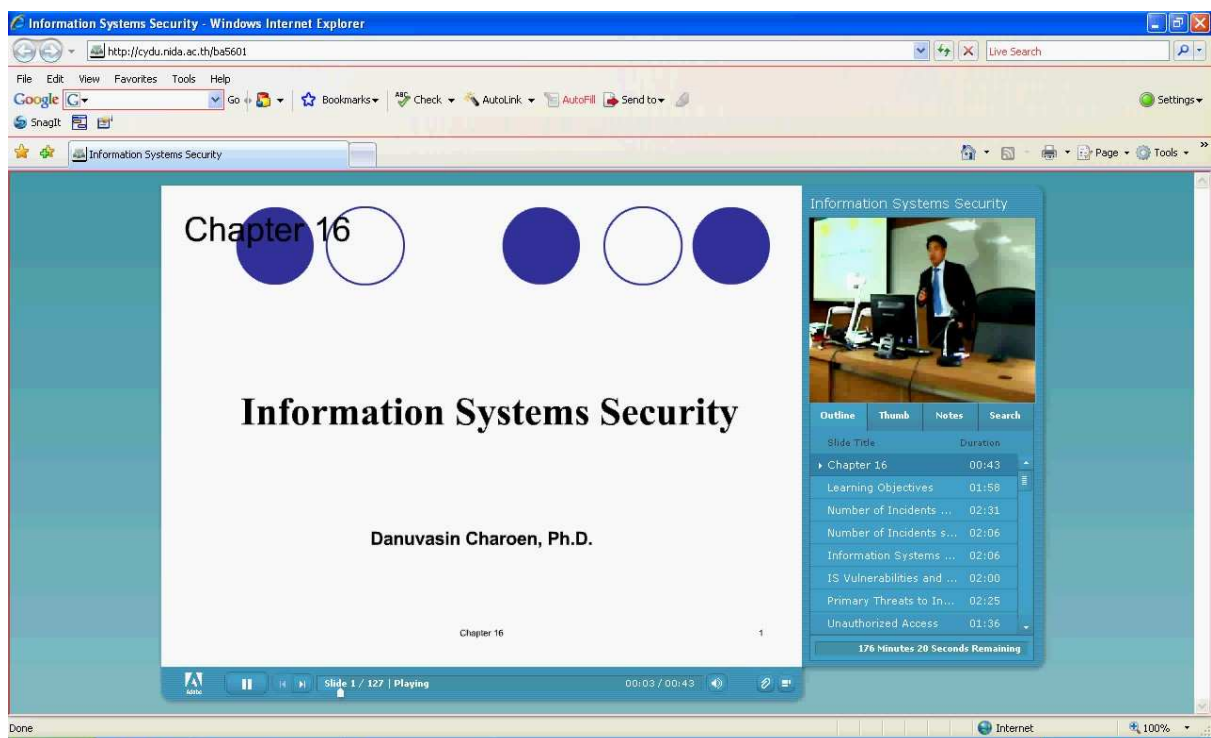 Information Systems Security - Windows Internet Explorer
http://cydu.nida.ac.th/ba5601
Live Search
File Edit View Favorites Tools Help
Google G Go Bookmarks Check AutoLink AutoFill Send to Settings
SnagIt
Information Systems Security
Page Tools
Chapter 16
Information Systems Security
Danuvasin Charoen, Ph.D.
Chapter 16 1
Information Systems Security
Outline Thumb Notes Search
Slide Title Duration
Chapter 16 00:43
Learning Objectives 01:58
Number of Incidents ... 02:31
Number of Incidents s... 02:06
Information Systems ... 02:06
IS Vulnerabilities and ... 02:00
Primary Threats to In... 02:25
Unauthorized Access 01:36
176 Minutes 20 Seconds Remaining
Adobe
Slide 1 / 127 | Playing 00:03 / 00:43
Done Internet 100%